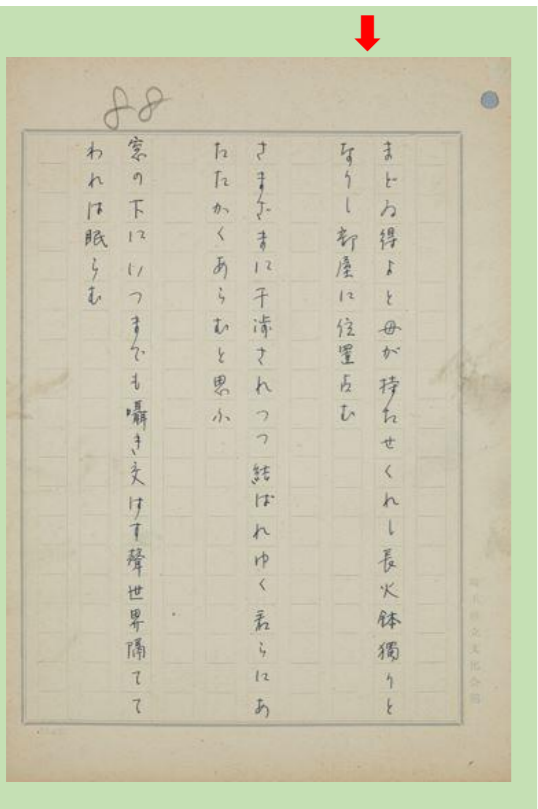 88
まどゐ得よと母が持たせくれし長火鉢獨りと
なりし部屋に位置占む
さまざまに干渉されつつ結ばれゆく君らにあ
たたかくあらむと思ふ
窓の下にいつまでも囁き交はす聲世界隔てて
われは眠らむ